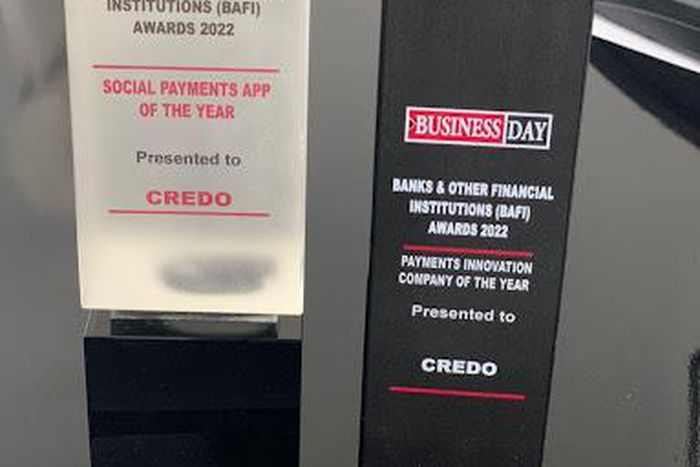 INSTITUTIONS (BAFI)
AWARDS 2022
SOCIAL PAYMENTS APP
OF THE YEAR
Presented to
CREDO
BUSINESS DAY
BANKS & OTHER FINANCIAL
INSTITUTIONS (BAFI)
AWARDS 2022
PAYMENTS INNOVATION
COMPANY OF THE YEAR
Presented to
CREDO